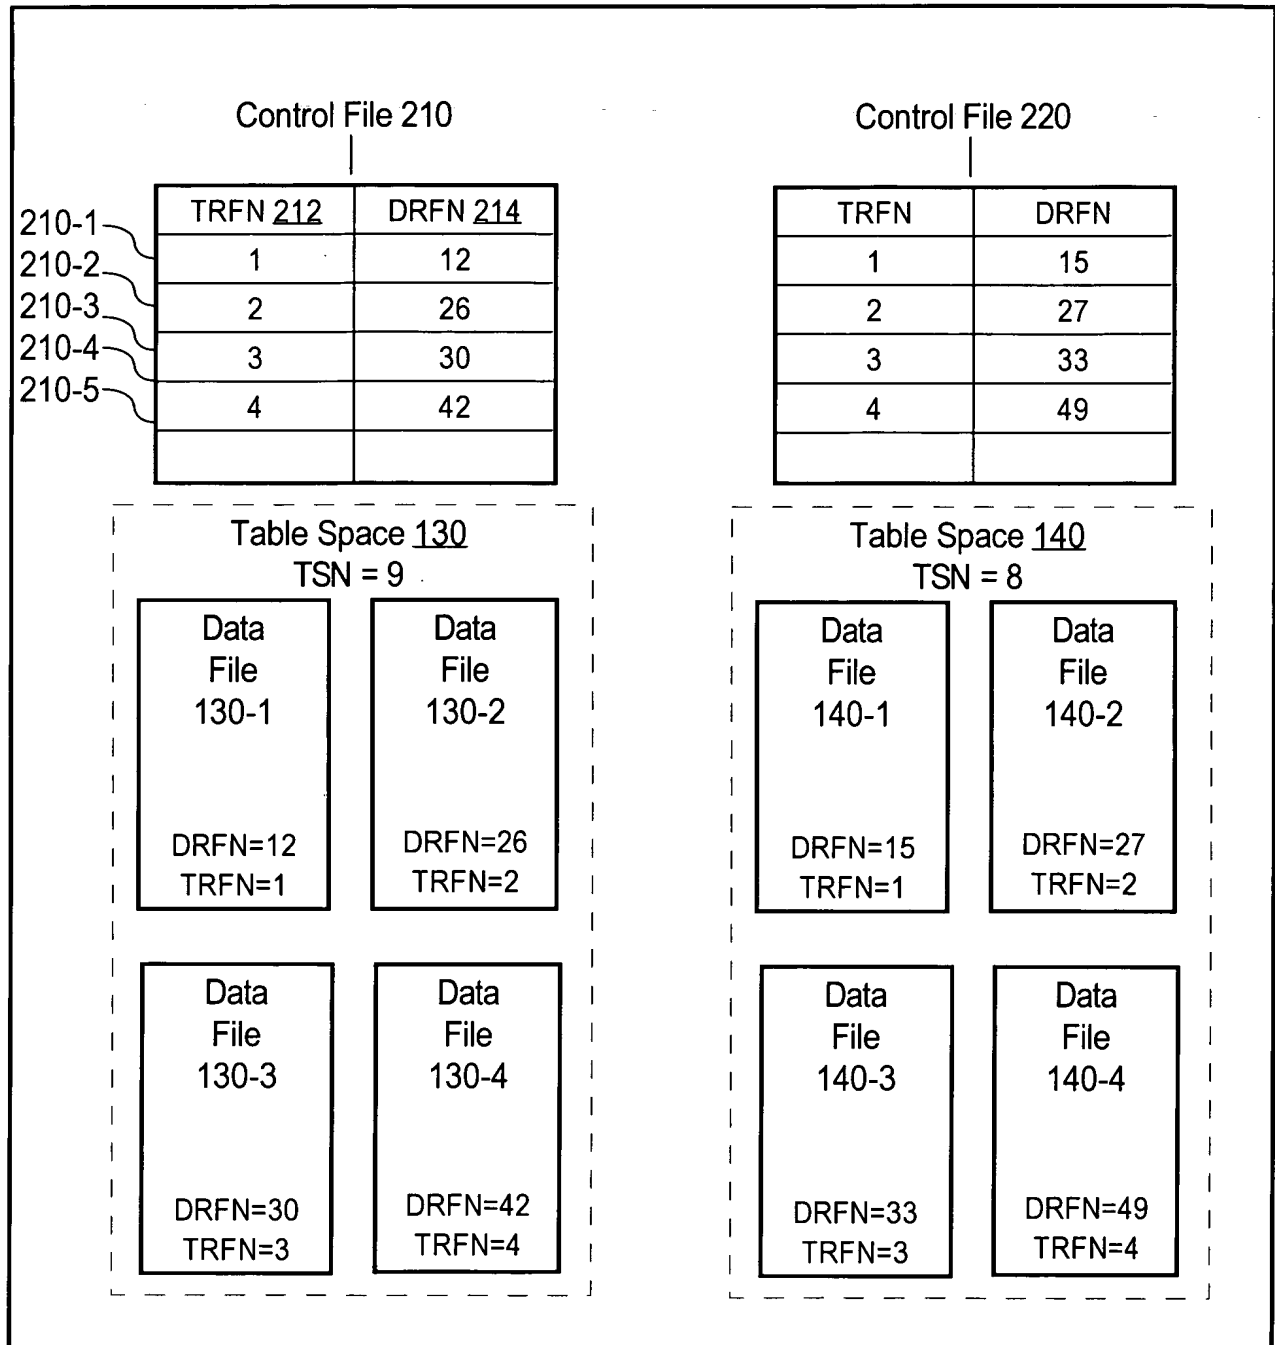 Control File 210
Control File 220
TRFN 212 DRFN 214
210-1
1 12
210-2
2 26
210-3
3 30
210-4
4 42
210-5
TRFN DRFN
1 15
2 27
3 33
4 49
Table Space 130
TSN = 9
Data
File
130-1
DRFN=12
TRFN=1
Data
File
130-2
DRFN=26
TRFN=2
Data
File
130-3
DRFN=30
TRFN=3
Data
File
130-4
DRFN=42
TRFN=4
Table Space 140
TSN = 8
Data
File
140-1
DRFN=15
TRFN=1
Data
File
140-2
DRFN=27
TRFN=2
Data
File
140-3
DRFN=33
TRFN=3
Data
File
140-4
DRFN=49
TRFN=4